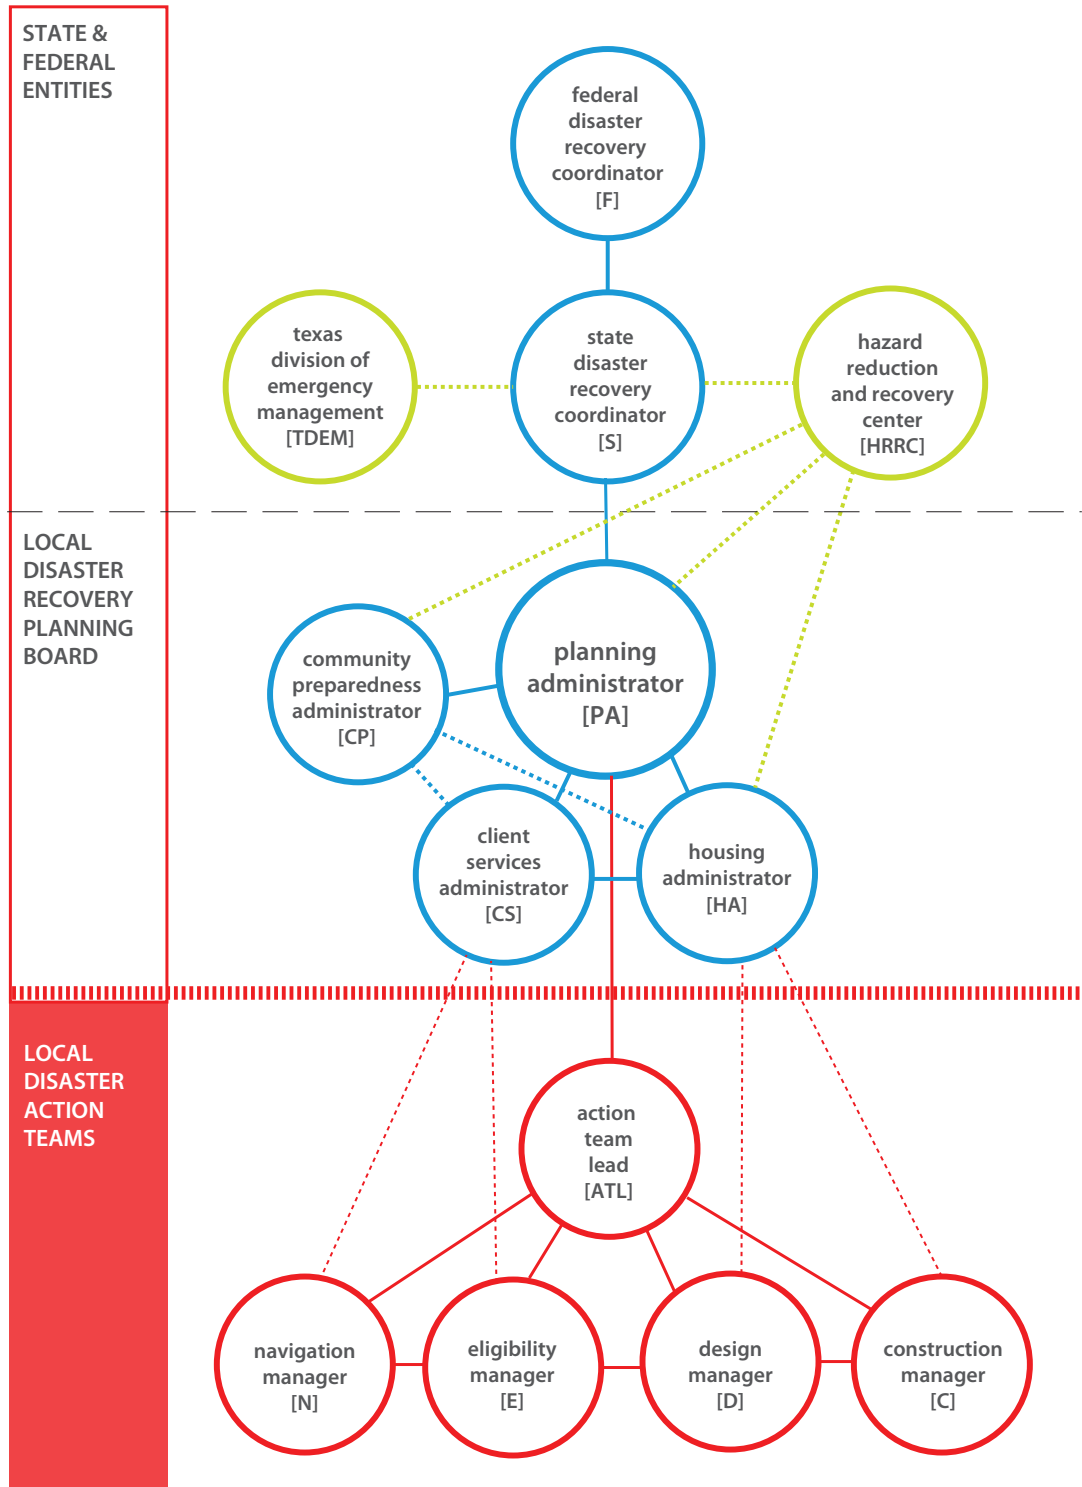 STATE &
FEDERAL
ENTITIES
federal
disaster
recovery
coordinator
[F]
texas
division of
emergency
management
[TDEM]
state
disaster
recovery
coordinator
[S]
hazard
reduction
and recovery
center
[HRRC]
LOCAL
DISASTER
RECOVERY
PLANNING
BOARD
community
preparedness
administrator
[CP]
planning
administrator
[PA]
client
services
administrator
[CS]
housing
administrator
[HA]
LOCAL
DISASTER
ACTION
TEAMS
action
team
lead
[ATL]
navigation
manager
[N]
eligibility
manager
[E]
design
manager
[D]
construction
manager
[C]